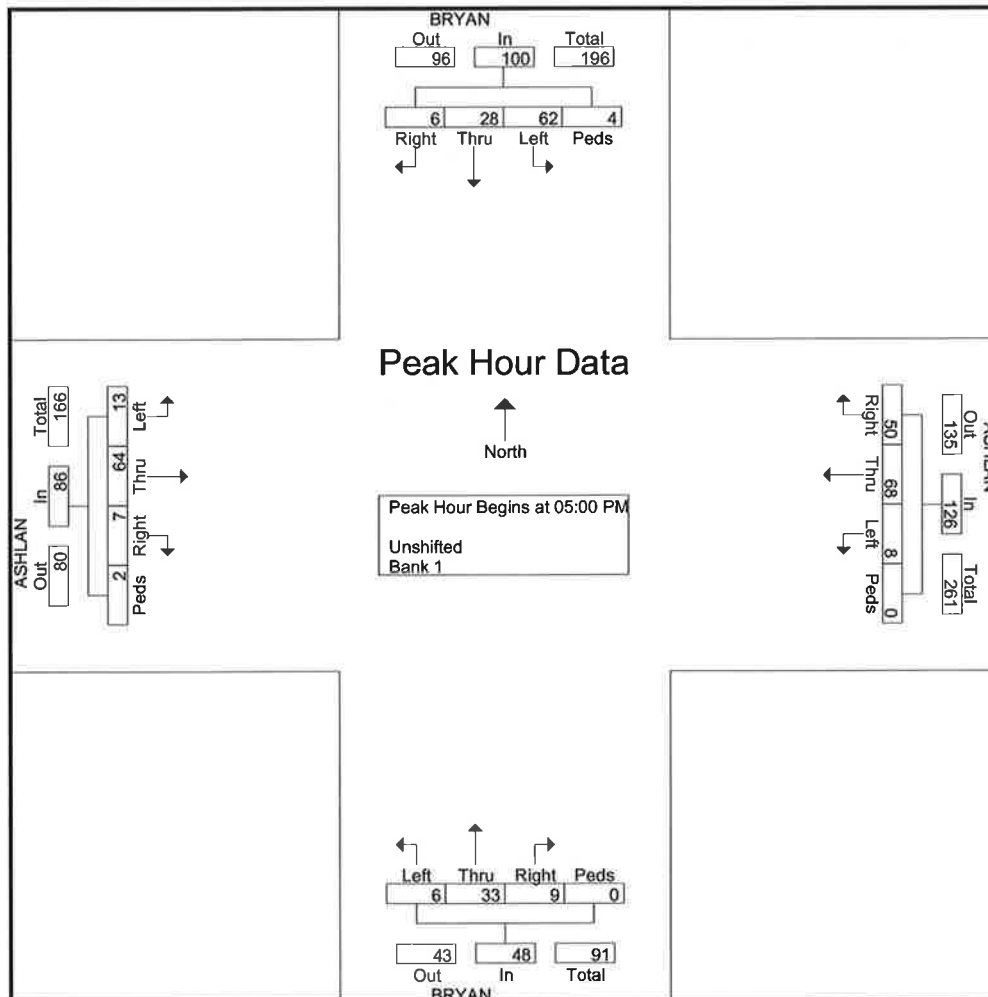 BRYAN
Out In Total
96 100 196
6 28 62 4
Right Thru Left Peds
Peak Hour Data
North
Peak Hour Begins at 05:00 PM
Unshifted
Bank 1
ASHLAN
Out In Total
80 86 166
Left Thru Right Peds
13 64 7 2
ASHLAN
Out In Total
135 126 261
Right Thru Left Peds
50 68 8 0
Left Thru Right Peds
6 33 9 0
43 48 91
Out In Total
BRYAN